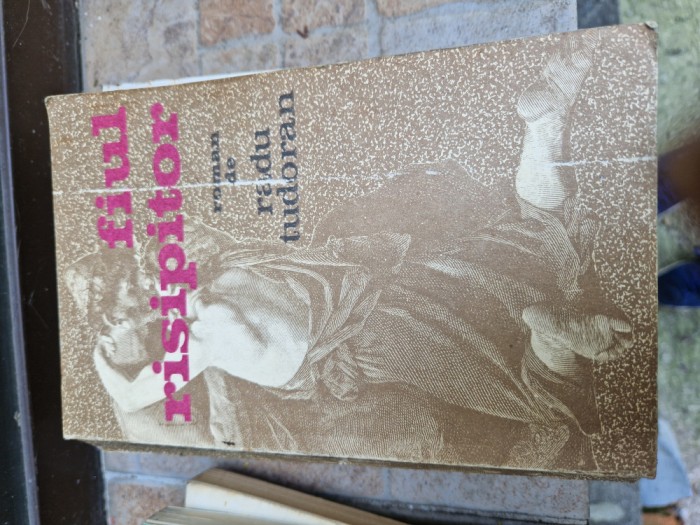 fiul
risipitor
roman
de
radu
tudoran